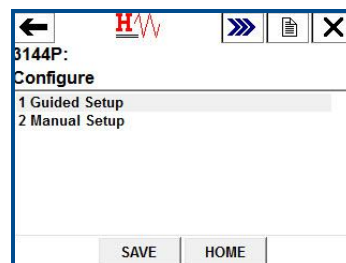 H
3144P:
Configure
1 Guided Setup
2 Manual Setup
SAVE HOME